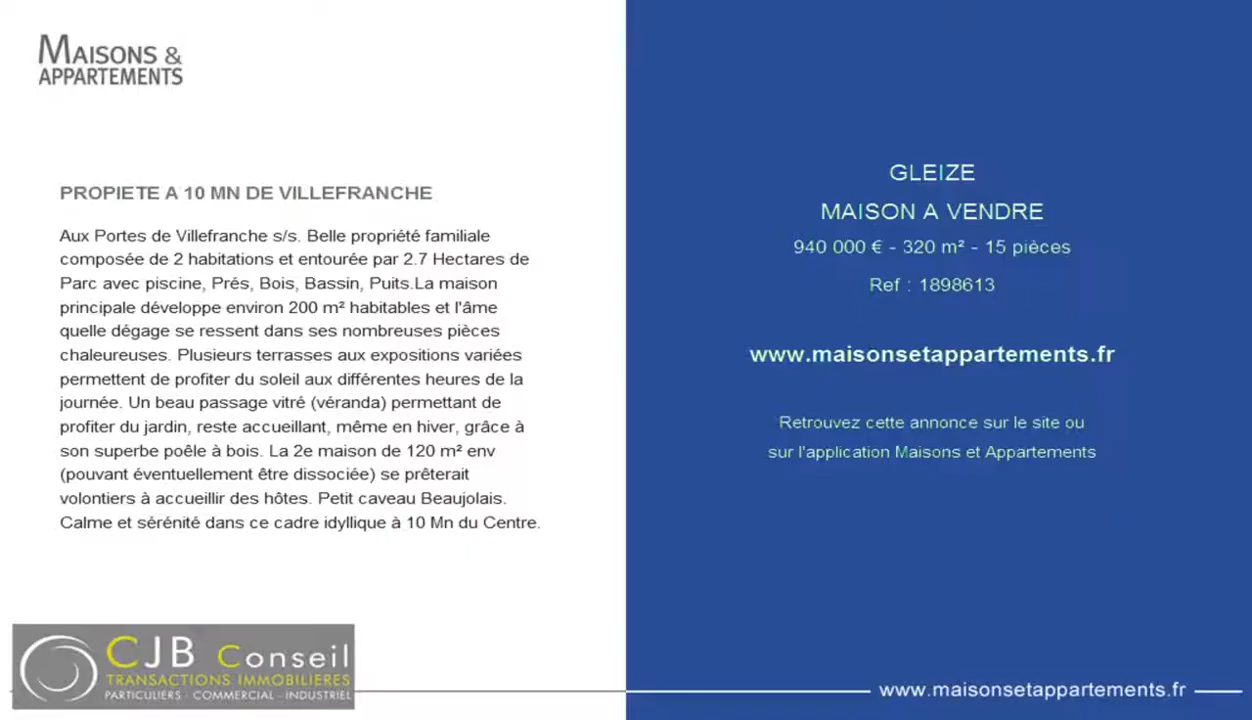 MAISONS &
APPARTEMENTS
PROPIETE A 10 MN DE VILLEFRANCHE
Aux Portes de Villefranche s/s. Belle propriété familiale
composée de 2 habitations et entourée par 2.7 Hectares de
Parc avec piscine, Prés, Bois, Bassin, Puits.La maison
principale développe environ 200 m² habitables et l'âme
quelle dégage se ressent dans ses nombreuses pièces
chaleureuses. Plusieurs terrasses aux expositions variées
permettent de profiter du soleil aux différentes heures de la
journée. Un beau passage vitré (véranda) permettant de
profiter du jardin, reste accueillant, même en hiver, grâce à
son superbe poêle à bois. La 2e maison de 120 m² env
(pouvant éventuellement être dissociée) se prêterait
volontiers à accueillir des hôtes. Petit caveau Beaujolais.
Calme et sérénité dans ce cadre idyllique à 10 Mn du Centre.
CJB Conseil
TRANSACTIONS IMMOBILIÈRES
PARTICULIERS - COMMERCIAL - INDUSTRIEL
GLEIZE
MAISON A VENDRE
940 000 € - 320 m² - 15 pièces
Ref : 1898613
www.maisonsetappartements.fr
Retrouvez cette annonce sur le site ou
sur l'application Maisons et Appartements
www.maisonsetappartements.fr